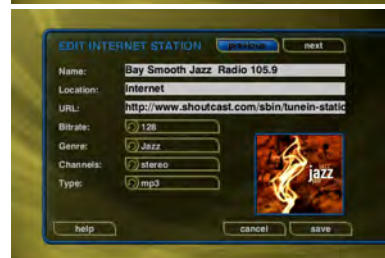 EDIT INTERNET STATION previous next
Name: Bay Smooth Jazz Radio 105.9
Location: Internet
URL: http://www.shoutcast.com/sbin/tunein-static
Bitrate: 128
Genre: Jazz
Channels: stereo
Type: mp3
jazz
help cancel save